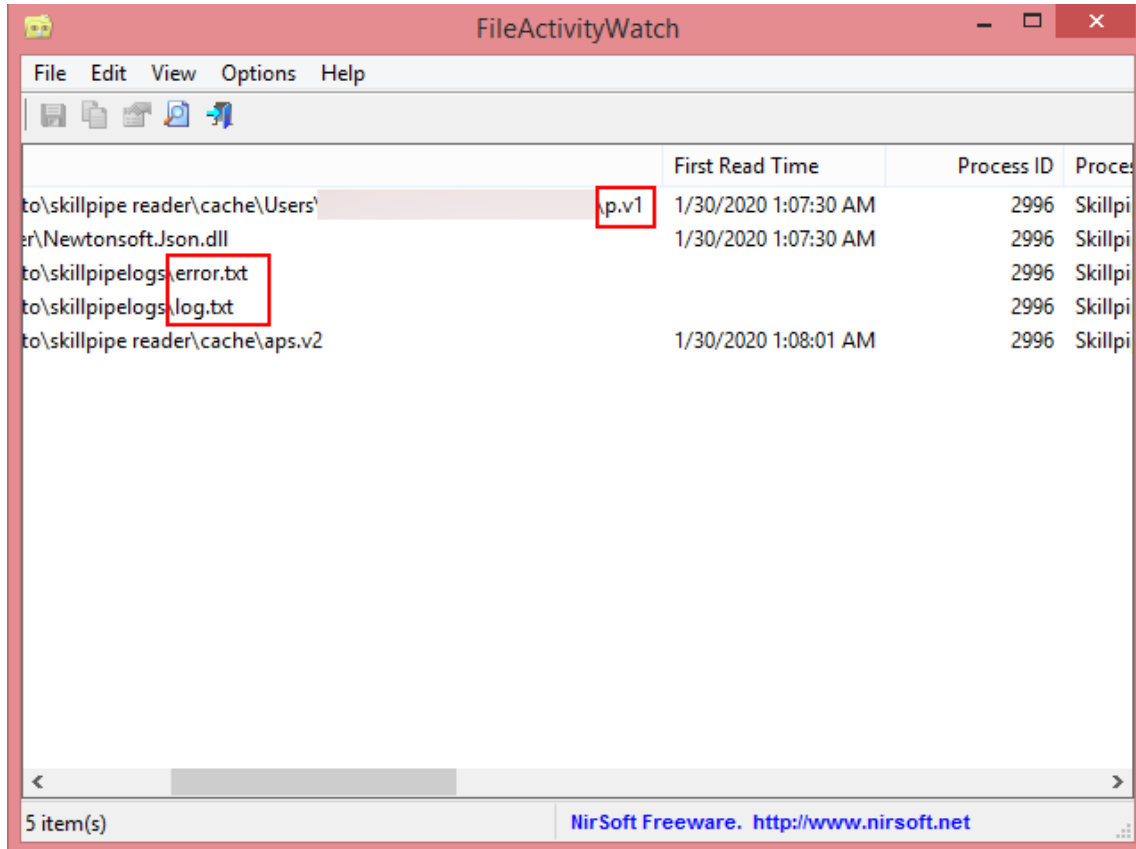 FileActivityWatch
File Edit View Options Help
First Read Time Process ID Proces
to\skillpipe reader\cache\Users\ \p.v1 1/30/2020 1:07:30 AM 2996 Skillpi
er\Newtonsoft.Json.dll 1/30/2020 1:07:30 AM 2996 Skillpi
to\skillpipelogs\error.txt 2996 Skillpi
to\skillpipelogs\log.txt 2996 Skillpi
to\skillpipe reader\cache\aps.v2 1/30/2020 1:08:01 AM 2996 Skillpi
5 item(s) NirSoft Freeware. http://www.nirsoft.net